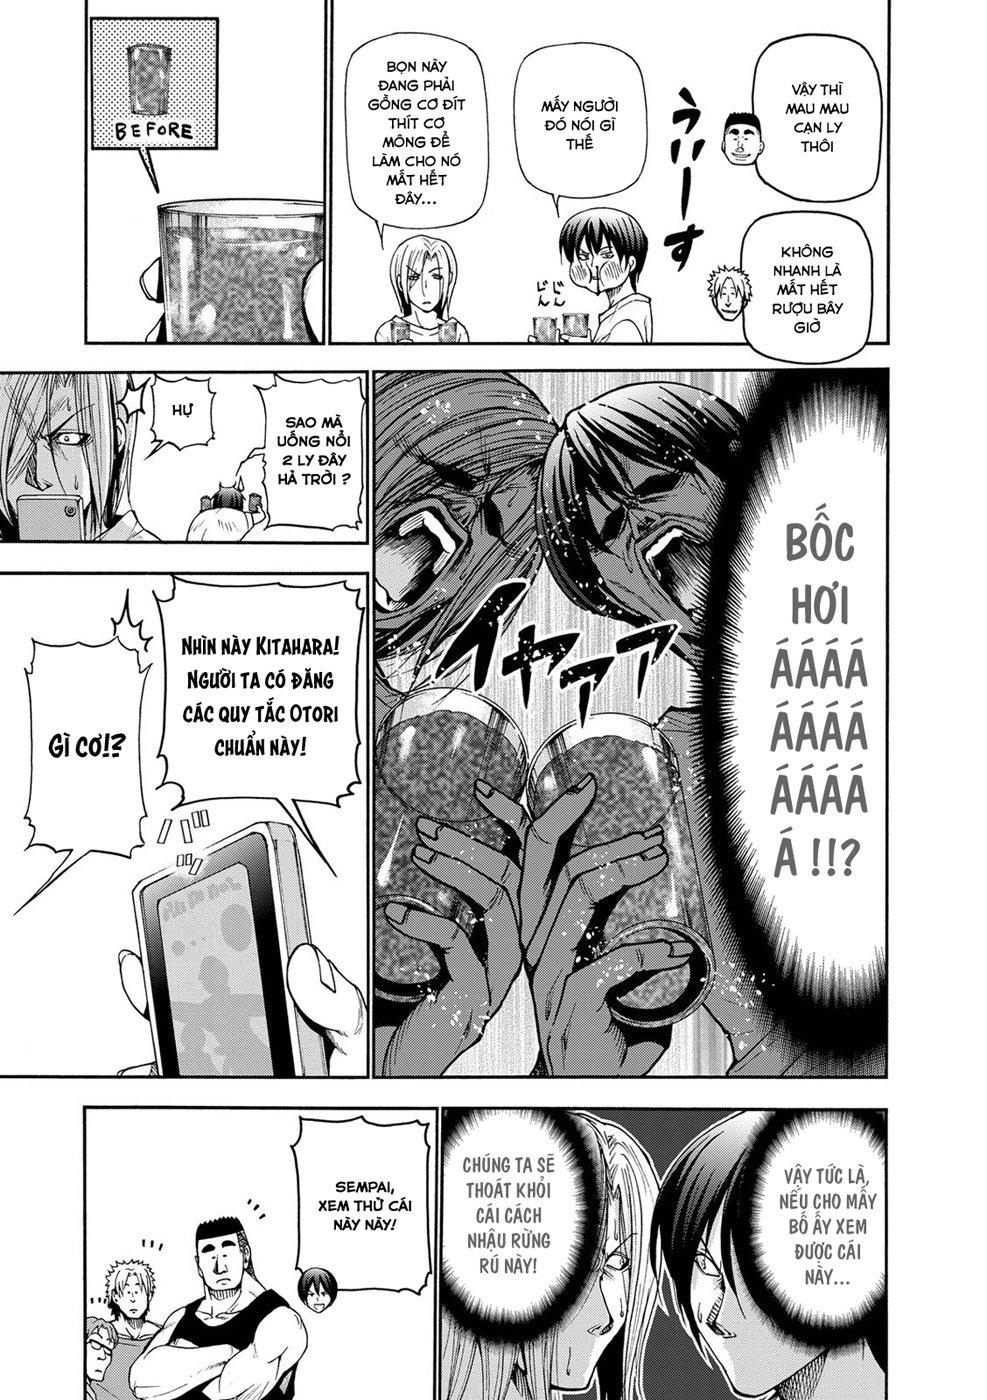 VẬY THÌ
MAU MAU
CẠN LY
THÔI
KHÔNG
NHANH LÀ
MẤT HẾT
RƯỢU BÂY
GIỜ
うぃーす
MẤY NGƯỜI
ĐÓ NÓI GÌ
THẾ
じん
じん
BỌN NÀY
ĐANG PHẢI
GỒNG CƠ ĐÍT
THÍT CƠ
MÔNG ĐỂ
LÀM CHO NÓ
MẤT HẾT
ĐÂY...
BEFORE
BỐC
HƠI
ÁÁÁÁ
ÁÁÁÁ
ÁÁÁÁ
Á !!?
イヤァァ
SAO MÀ
UỐNG NỔI
2 LY ĐÂY
HẢ TRỜI ?
HỰ
NHÌN NÀY KITAHARA!
NGƯỜI TA CÓ ĐĂNG
CÁC QUY TẮC OTORI
CHUẨN NÀY!
GÌ CƠ!?
VẬY TỨC LÀ,
NẾU CHO MẤY
BỐ ẤY XEM
ĐƯỢC CÁI
NÀY...
CHÚNG TA SẼ
THOÁT KHỎI
CÁI CÁCH
NHẬU RỪNG
RÚ NÀY!
SEMPAI,
XEM THỬ CÁI
NÀY NÀY!